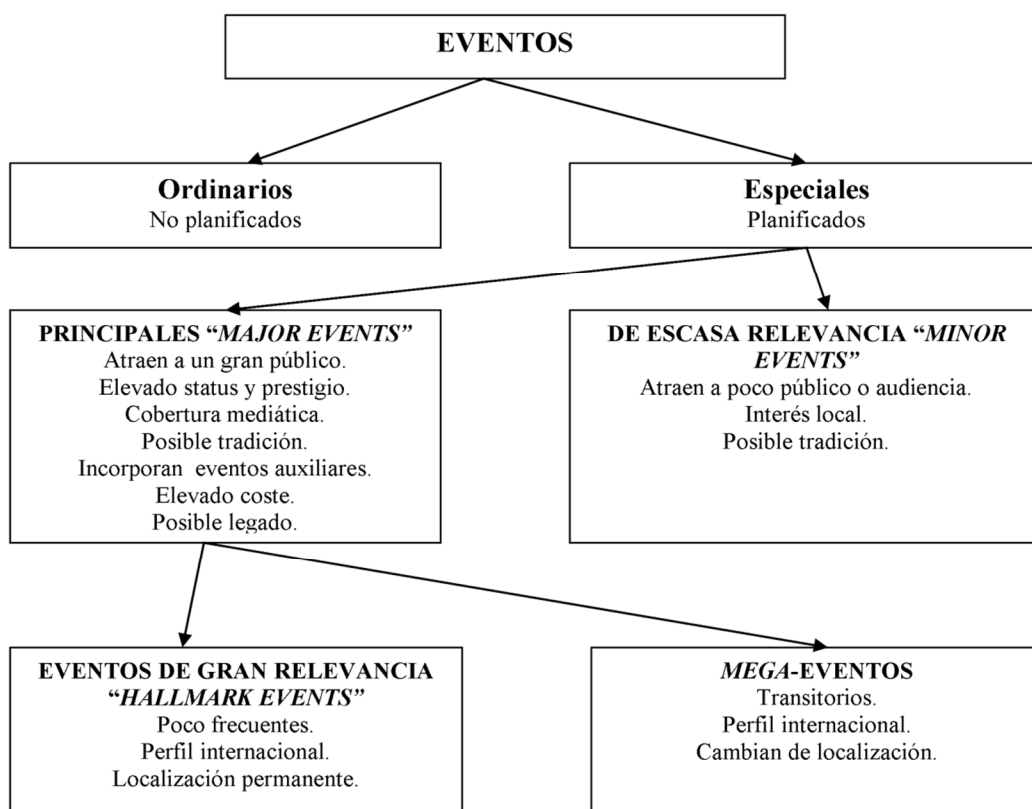 EVENTOS
Ordinarios
No planificados
Especiales
Planificados
PRINCIPALES “MAJOR EVENTS”
Atraen a un gran público.
Elevado status y prestigio.
Cobertura mediática.
Posible tradición.
Incorporan eventos auxiliares.
Elevado coste.
Posible legado.
DE ESCASA RELEVANCIA “MINOR
EVENTS”
Atraen a poco público o audiencia.
Interés local.
Posible tradición.
EVENTOS DE GRAN RELEVANCIA
“HALLMARK EVENTS”
Poco frecuentes.
Perfil internacional.
Localización permanente.
MEGA-EVENTOS
Transitorios.
Perfil internacional.
Cambian de localización.